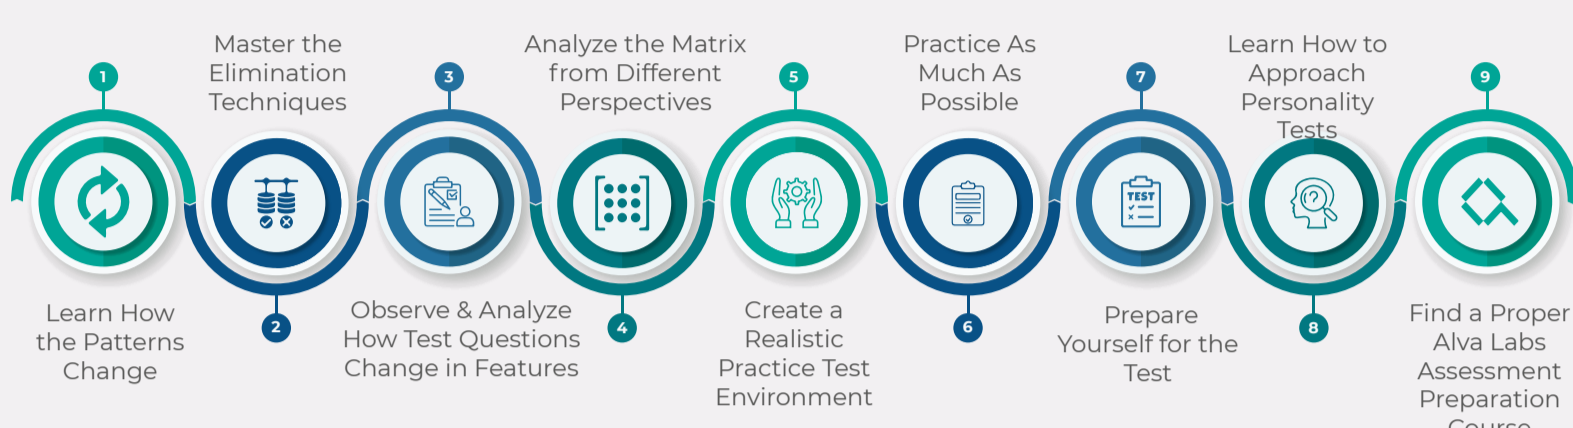 1
Learn How
the Patterns
Change
Master the
Elimination
Techniques
2
3
Observe & Analyze
How Test Questions
Change in Features
Analyze the Matrix
from Different
Perspectives
4
5
Create a
Realistic
Practice Test
Environment
Practice As
Much As
Possible
6
7
TEST
Prepare
Yourself for the
Test
Learn How to
Approach
Personality
Tests
?
8
9
Find a Proper
Alva Labs
Assessment
Preparation
Course